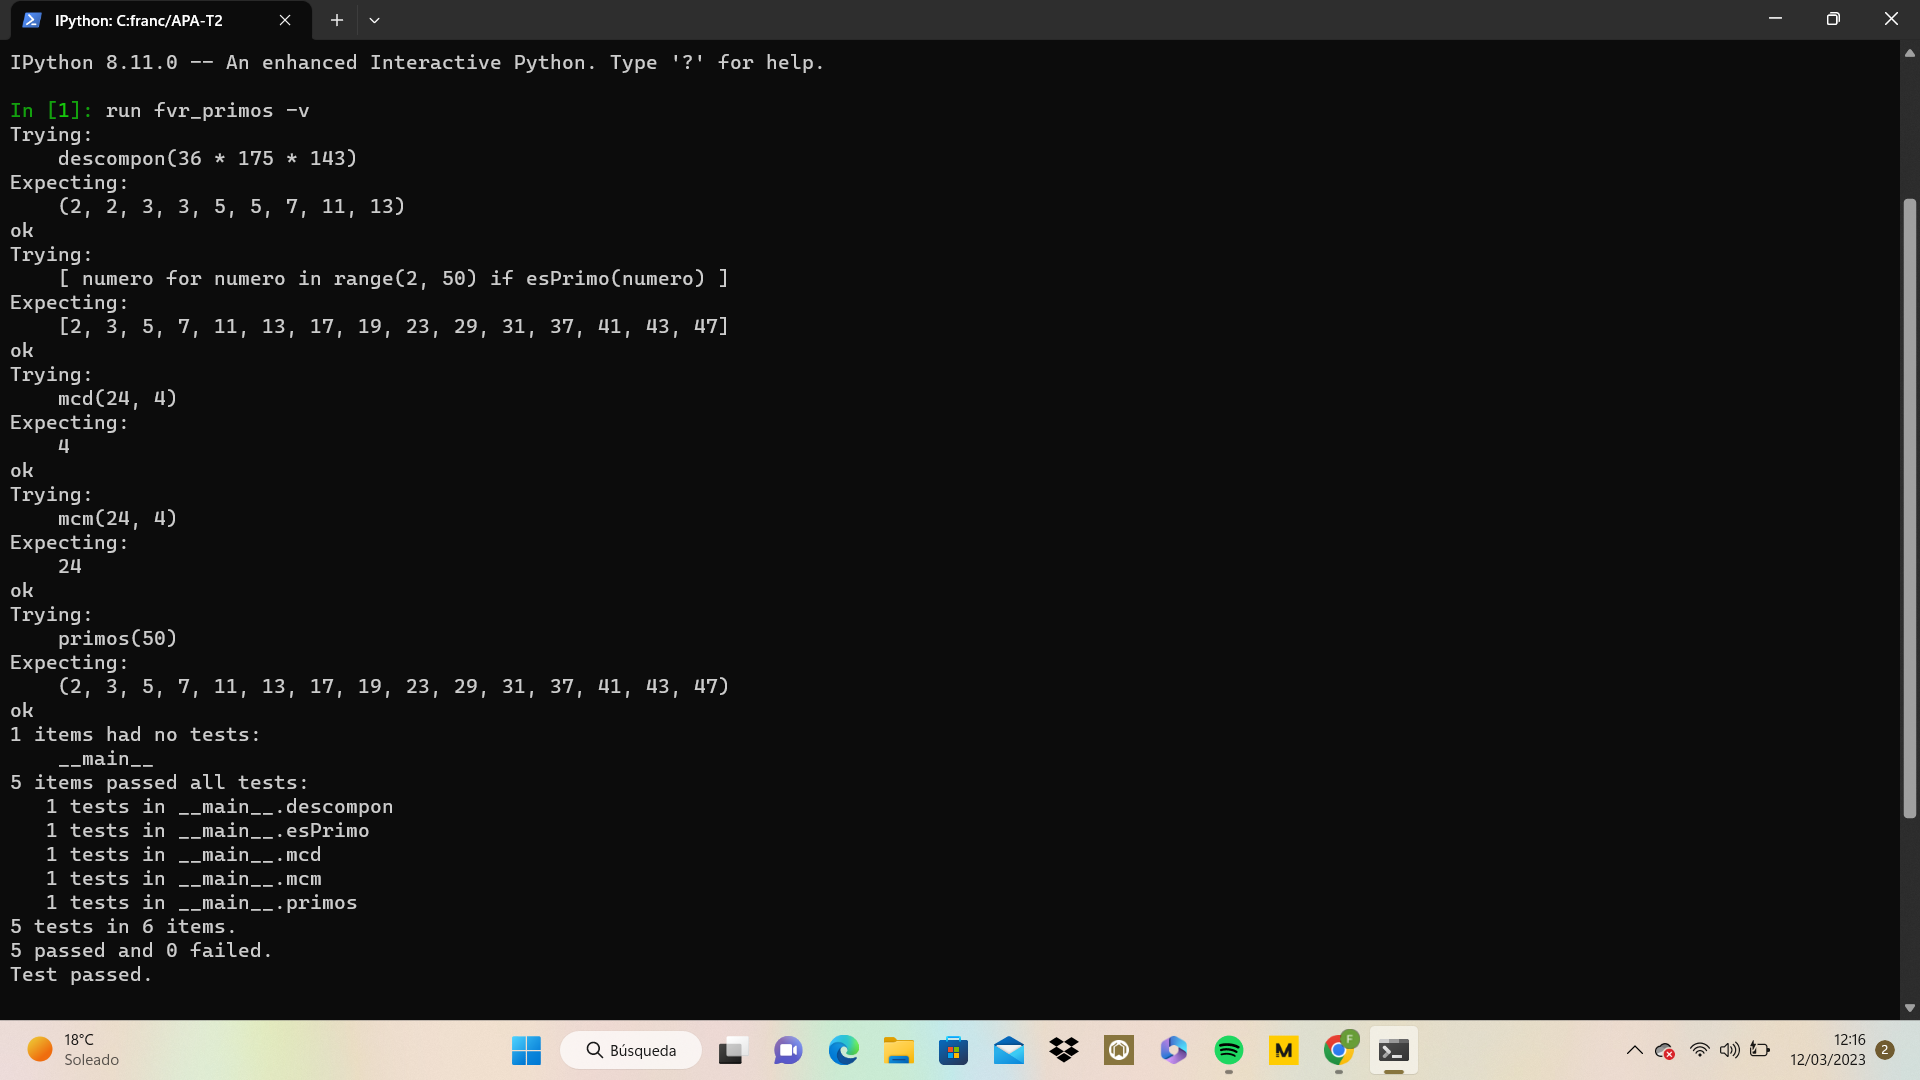 IPython: C:franc/APA-T2
IPython 8.11.0 -- An enhanced Interactive Python. Type '?' for help.
In [1]: run fvr_primos -v
Trying:
    descompon(36 * 175 * 143)
Expecting:
    (2, 2, 3, 3, 5, 5, 7, 11, 13)
ok
Trying:
    [ numero for numero in range(2, 50) if esPrimo(numero) ]
Expecting:
    [2, 3, 5, 7, 11, 13, 17, 19, 23, 29, 31, 37, 41, 43, 47]
ok
Trying:
    mcd(24, 4)
Expecting:
    4
ok
Trying:
    mcm(24, 4)
Expecting:
    24
ok
Trying:
    primos(50)
Expecting:
    (2, 3, 5, 7, 11, 13, 17, 19, 23, 29, 31, 37, 41, 43, 47)
ok
1 items had no tests:
    __main__
5 items passed all tests:
   1 tests in __main__.descompon
   1 tests in __main__.esPrimo
   1 tests in __main__.mcd
   1 tests in __main__.mcm
   1 tests in __main__.primos
5 tests in 6 items.
5 passed and 0 failed.
Test passed.
18°C
Soleado
Búsqueda
M
F
12:16
12/03/2023
2